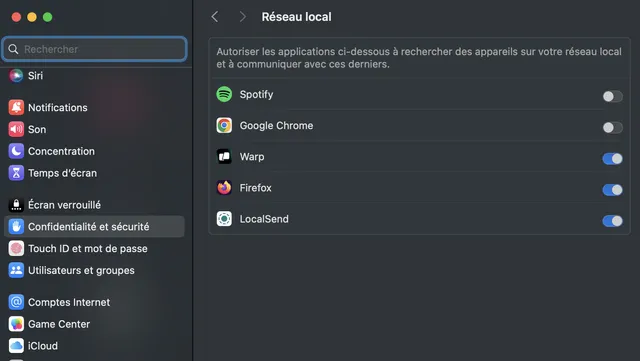 Réseau local
Rechercher
Autoriser les applications ci-dessous à rechercher des appareils sur votre réseau local
et à communiquer avec ces derniers.
Siri
Notifications
Son
Concentration
Temps d'écran
Écran verrouillé
Confidentialité et sécurité
Touch ID et mot de passe
Utilisateurs et groupes
Comptes Internet
Game Center
iCloud
Spotify
Google Chrome
Warp
Firefox
LocalSend